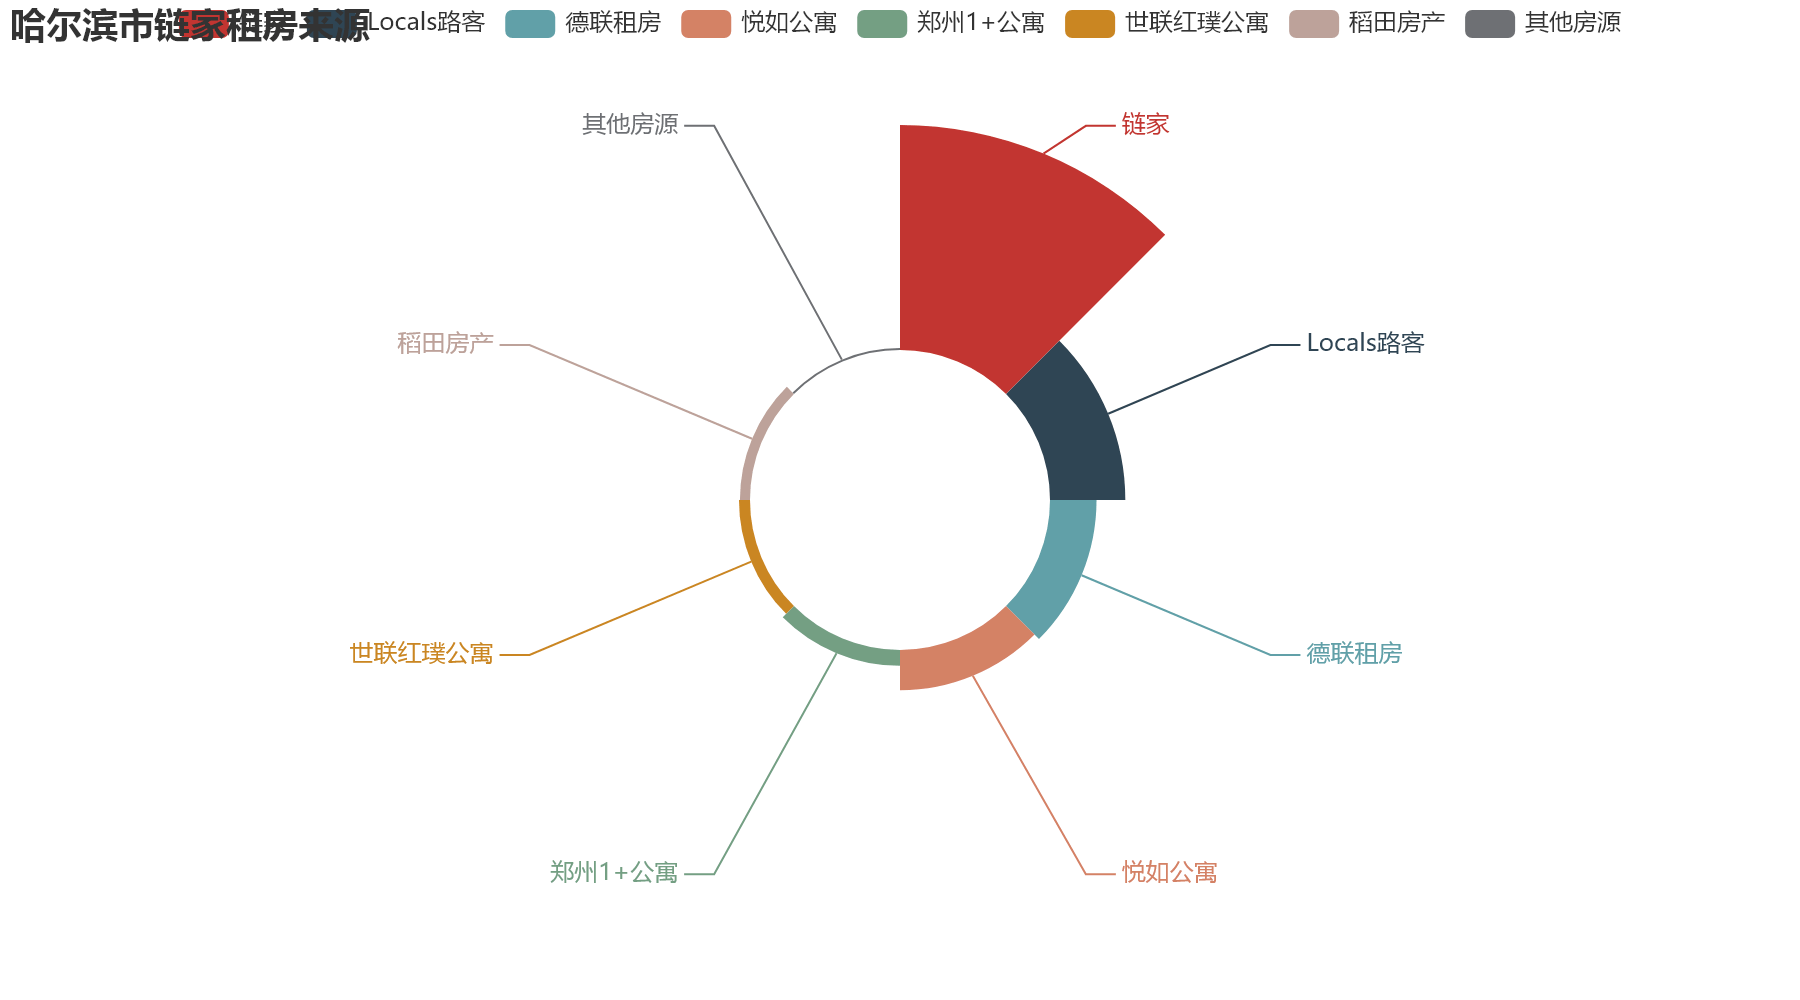 哈尔滨市链家租房来源
链家
Locals路客
德联租房
悦如公寓
郑州1+公寓
世联红璞公寓
稻田房产
其他房源
其他房源
链家
稻田房产
Locals路客
世联红璞公寓
德联租房
郑州1+公寓
悦如公寓